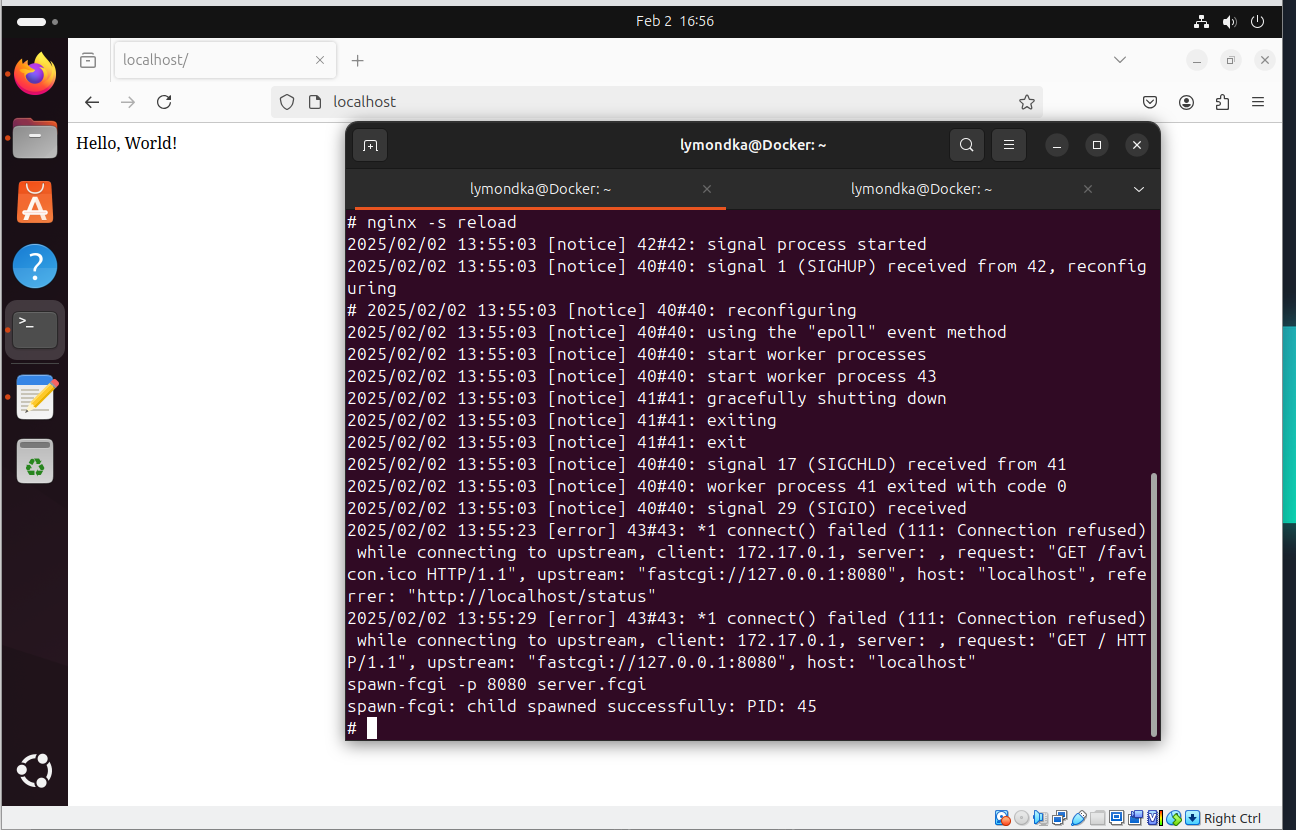 Feb 2 16:56
localhost/
localhost
Hello, World!
lymondka@Docker: ~
lymondka@Docker: ~
lymondka@Docker: ~
# nginx -s reload
2025/02/02 13:55:03 [notice] 42#42: signal process started
2025/02/02 13:55:03 [notice] 40#40: signal 1 (SIGHUP) received from 42, reconfig
uring
# 2025/02/02 13:55:03 [notice] 40#40: reconfiguring
2025/02/02 13:55:03 [notice] 40#40: using the "epoll" event method
2025/02/02 13:55:03 [notice] 40#40: start worker processes
2025/02/02 13:55:03 [notice] 40#40: start worker process 43
2025/02/02 13:55:03 [notice] 41#41: gracefully shutting down
2025/02/02 13:55:03 [notice] 41#41: exiting
2025/02/02 13:55:03 [notice] 41#41: exit
2025/02/02 13:55:03 [notice] 40#40: signal 17 (SIGCHLD) received from 41
2025/02/02 13:55:03 [notice] 40#40: worker process 41 exited with code 0
2025/02/02 13:55:03 [notice] 40#40: signal 29 (SIGIO) received
2025/02/02 13:55:23 [error] 43#43: *1 connect() failed (111: Connection refused)
 while connecting to upstream, client: 172.17.0.1, server: , request: "GET /favi
con.ico HTTP/1.1", upstream: "fastcgi://127.0.0.1:8080", host: "localhost", refe
rrer: "http://localhost/status"
2025/02/02 13:55:29 [error] 43#43: *1 connect() failed (111: Connection refused)
 while connecting to upstream, client: 172.17.0.1, server: , request: "GET / HTT
P/1.1", upstream: "fastcgi://127.0.0.1:8080", host: "localhost"
spawn-fcgi -p 8080 server.fcgi
spawn-fcgi: child spawned successfully: PID: 45
#
Right Ctrl